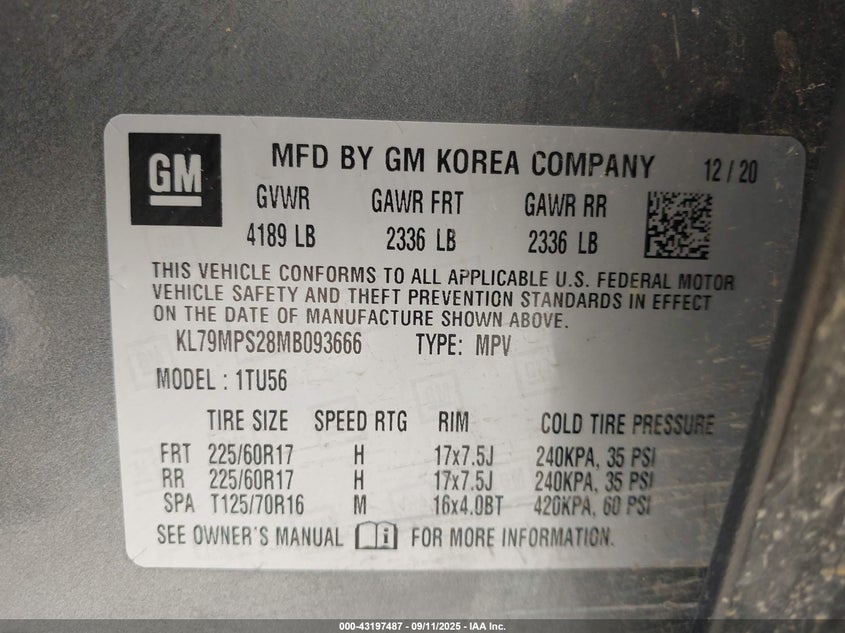 GM
MFD BY GM KOREA COMPANY 12 / 20
GVWR GAWR FRT GAWR RR
4189 LB 2336 LB 2336 LB
THIS VEHICLE CONFORMS TO ALL APPLICABLE U.S. FEDERAL MOTOR
VEHICLE SAFETY AND THEFT PREVENTION STANDARDS IN EFFECT
ON THE DATE OF MANUFACTURE SHOWN ABOVE.
KL79MPS28MB093666 TYPE: MPV
MODEL : 1TU56
TIRE SIZE SPEED RTG RIM COLD TIRE PRESSURE
FRT 225/60R17 H 17x7.5J 240KPA, 35 PSI
RR 225/60R17 H 17x7.5J 240KPA, 35 PSI
SPA T125/70R16 M 16x4.0BT 420KPA, 60 PSI
SEE OWNER'S MANUAL i FOR MORE INFORMATION.
000-43197487 - 09/11/2025 - IAA Inc.